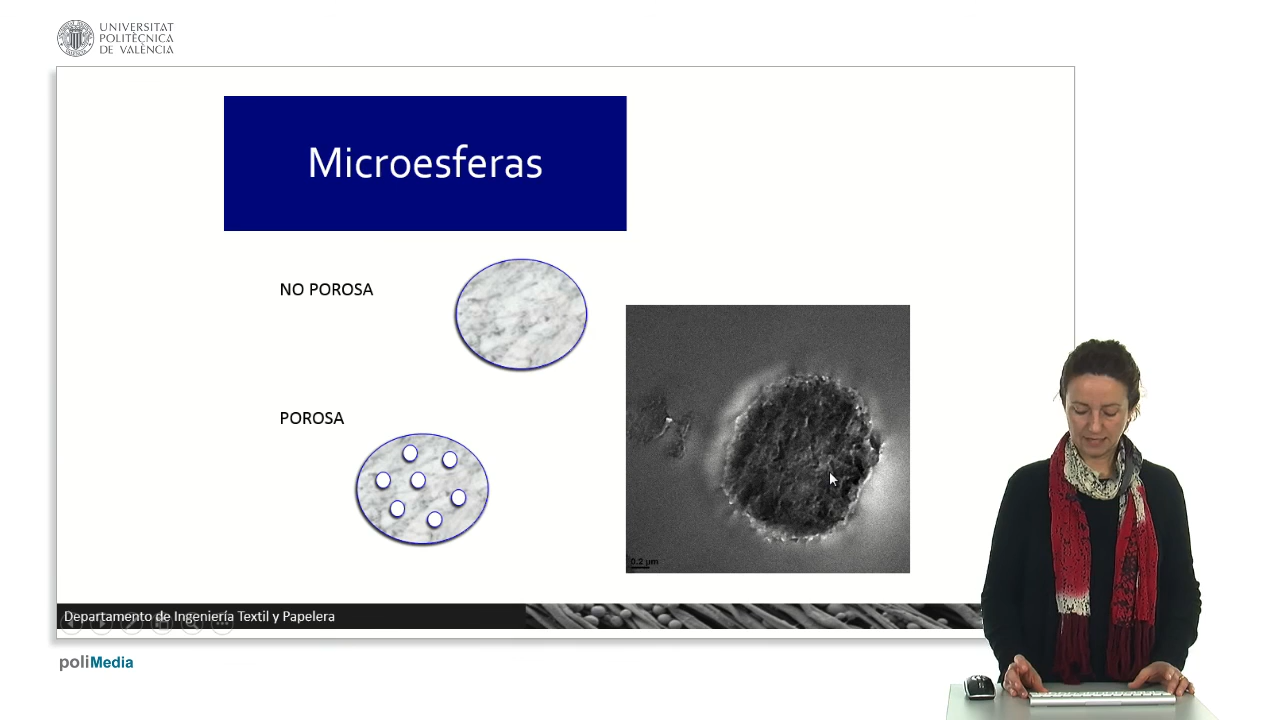 UNIVERSITAT
POLITÈCNICA
DE VALÈNCIA
Microesferas
NO POROSA
POROSA
0.2 µm
Departamento de Ingeniería Textil y Papelera
poliMedia